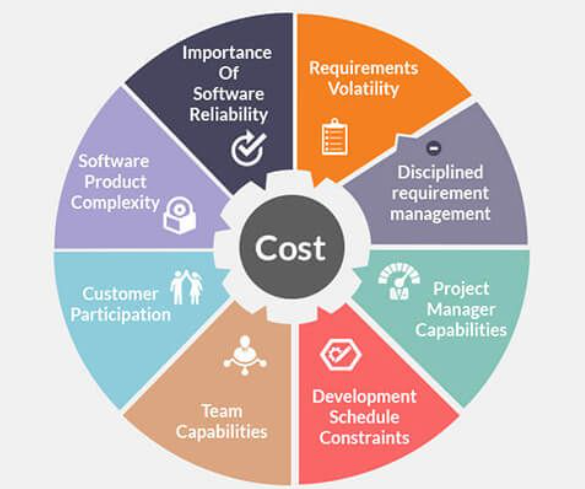 Importance
Of
Software
Reliability
Requirements
Volatility
Disciplined
requirement
management
Project
Manager
Capabilities
Development
Schedule
Constraints
Team
Capabilities
Customer
Participation
Software
Product
Complexity
Cost